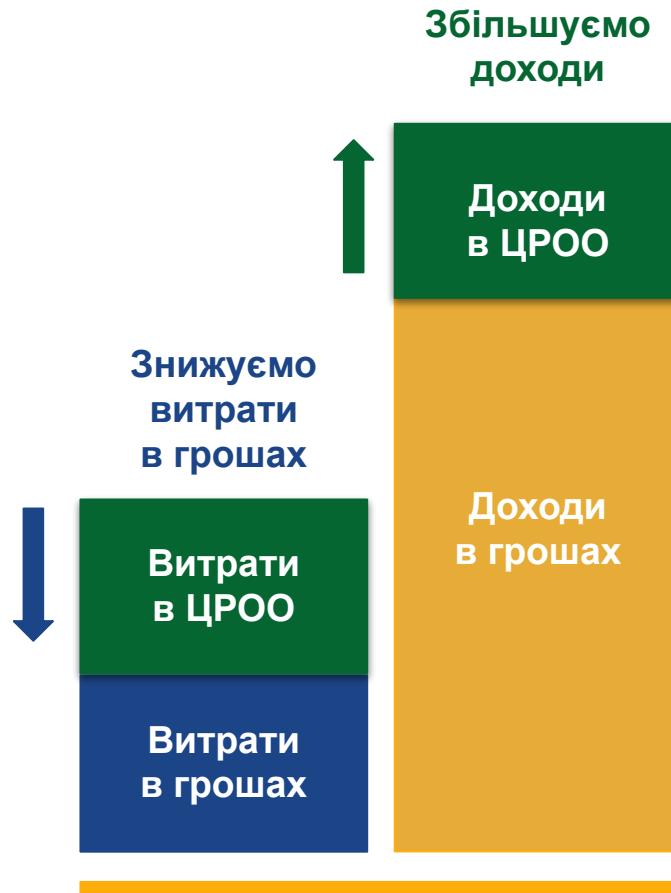 Збільшуємо
доходи
Доходи
в ЦРОО
Знижуємо
витрати
в грошах
Доходи
в грошах
Витрати
в ЦРОО
Витрати
в грошах